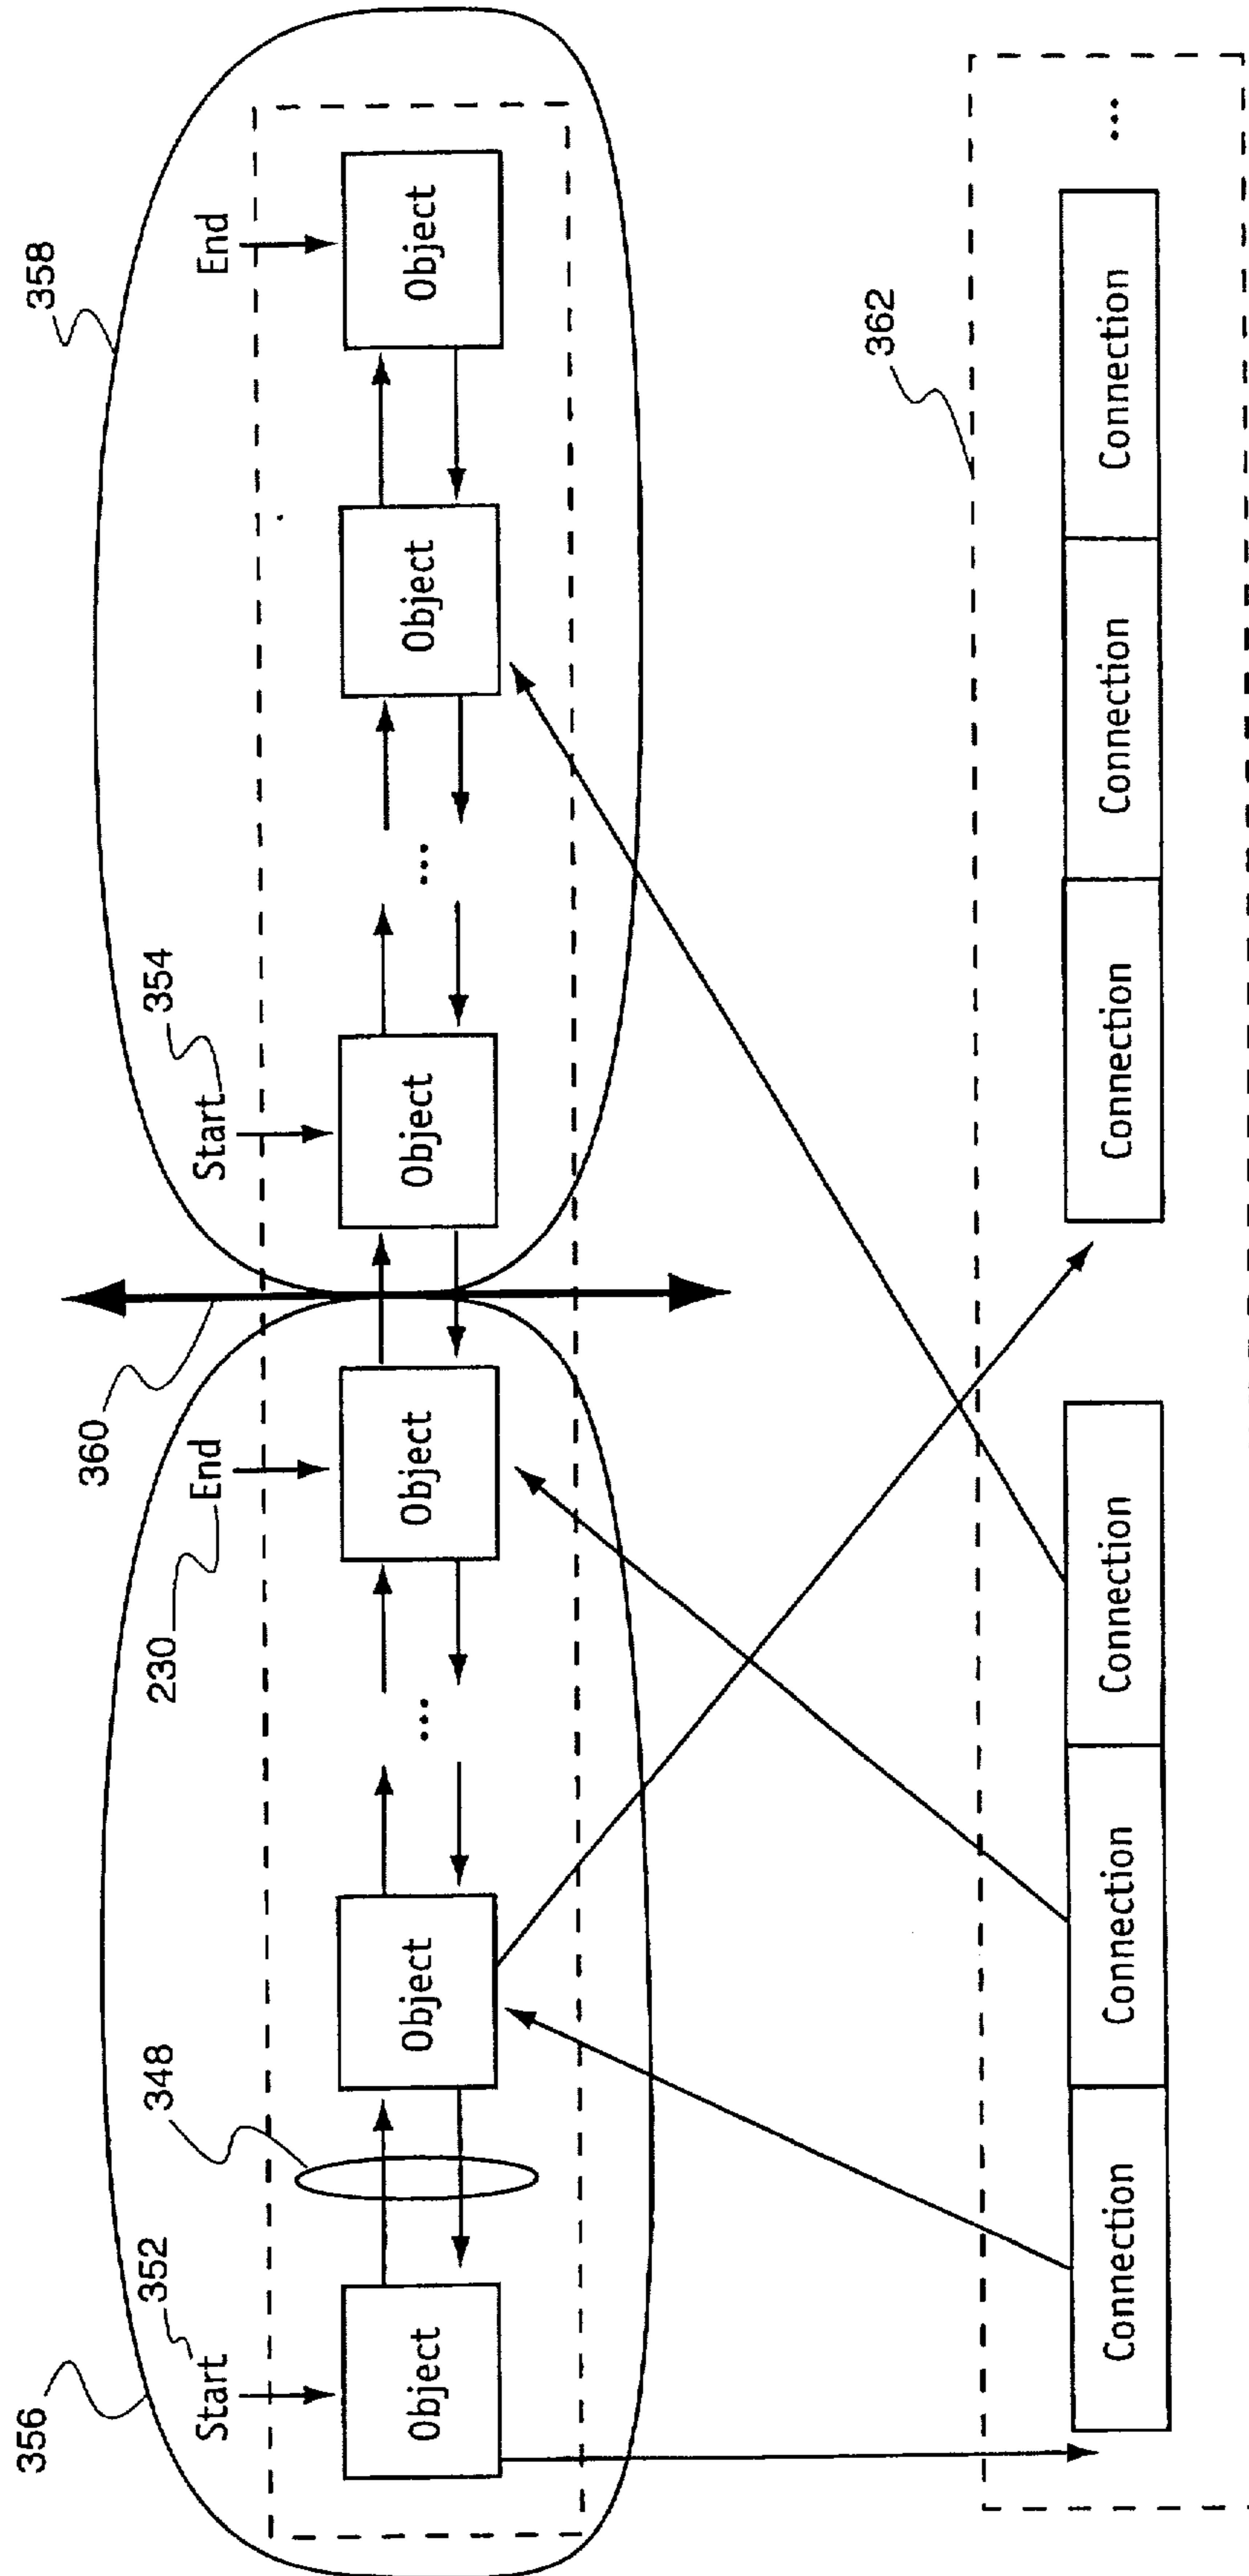 356
352
348
230
360
354
358
Start
End
Start
End
Object
Object
...
Object
Object
...
Object
Object
362
Connection
Connection
Connection
Connection
Connection
Connection
...